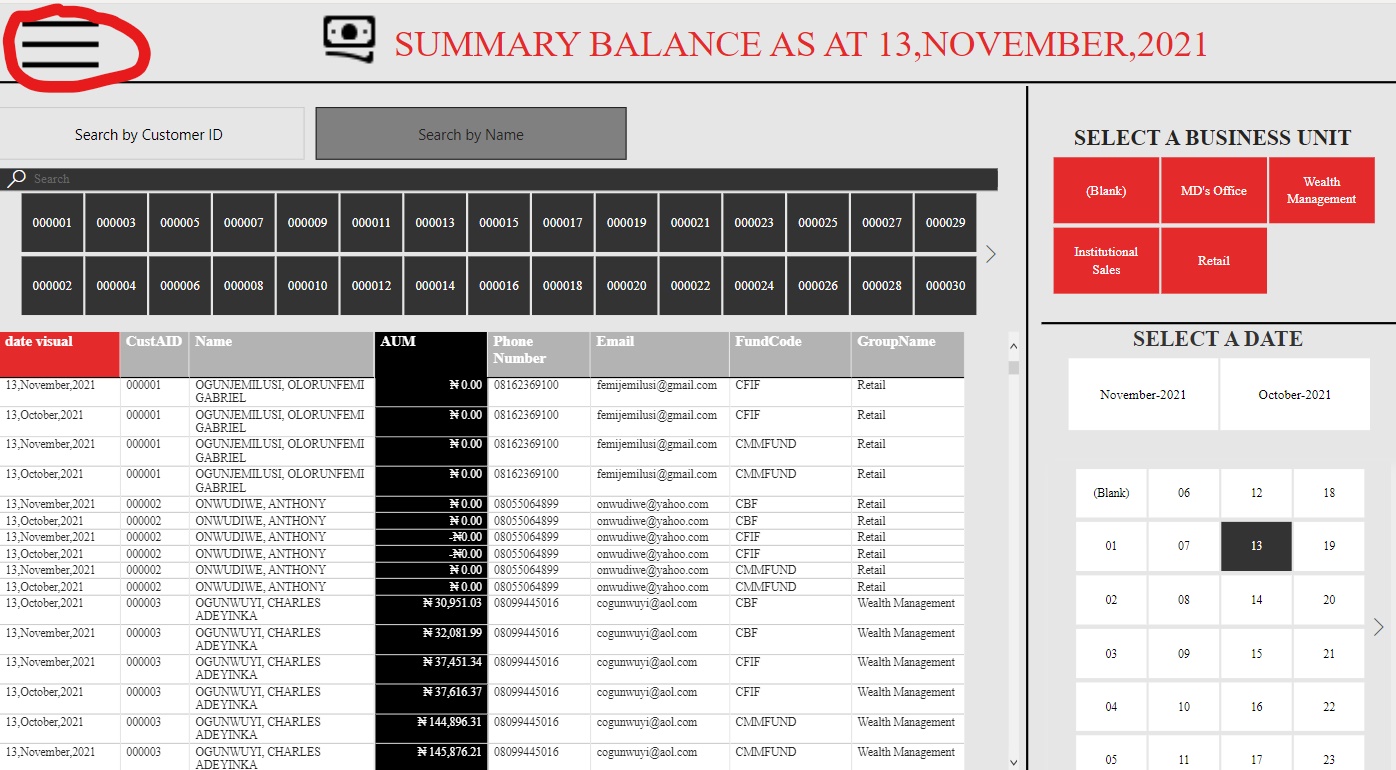 SUMMARY BALANCE AS AT 13,NOVEMBER,2021
Search by Customer ID
Search by Name
Search
000001 000003 000005 000007 000009 000011 000013 000015 000017 000019 000021 000023 000025 000027 000029
000002 000004 000006 000008 000010 000012 000014 000016 000018 000020 000022 000024 000026 000028 000030
date visual CustAID Name AUM Phone Email FundCode GroupName
Number
13,November,2021 000001 OGUNJEMILUSI, OLORUNFEMI ₦0.00 08162369100 femijemilusi@gmail.com CFIF Retail
GABRIEL
13,October,2021 000001 OGUNJEMILUSI, OLORUNFEMI ₦0.00 08162369100 femijemilusi@gmail.com CFIF Retail
GABRIEL
13,November,2021 000001 OGUNJEMILUSI, OLORUNFEMI ₦0.00 08162369100 femijemilusi@gmail.com CMMFUND Retail
GABRIEL
13,October,2021 000001 OGUNJEMILUSI, OLORUNFEMI ₦0.00 08162369100 femijemilusi@gmail.com CMMFUND Retail
GABRIEL
13,November,2021 000002 ONWUDIWE, ANTHONY ₦0.00 08055064899 onwudiwe@yahoo.com CBF Retail
13,October,2021 000002 ONWUDIWE, ANTHONY ₦0.00 08055064899 onwudiwe@yahoo.com CBF Retail
13,November,2021 000002 ONWUDIWE, ANTHONY -₦0.00 08055064899 onwudiwe@yahoo.com CFIF Retail
13,October,2021 000002 ONWUDIWE, ANTHONY -₦0.00 08055064899 onwudiwe@yahoo.com CFIF Retail
13,November,2021 000002 ONWUDIWE, ANTHONY ₦0.00 08055064899 onwudiwe@yahoo.com CMMFUND Retail
13,October,2021 000002 ONWUDIWE, ANTHONY ₦0.00 08055064899 onwudiwe@yahoo.com CMMFUND Retail
13,October,2021 000003 OGUNWUYI, CHARLES ₦30,951.03 08099445016 cogunwuyi@aol.com CBF Wealth Management
ADEYINKA
13,November,2021 000003 OGUNWUYI, CHARLES ₦32,081.99 08099445016 cogunwuyi@aol.com CBF Wealth Management
ADEYINKA
13,November,2021 000003 OGUNWUYI, CHARLES ₦37,451.34 08099445016 cogunwuyi@aol.com CFIF Wealth Management
ADEYINKA
13,October,2021 000003 OGUNWUYI, CHARLES ₦37,616.37 08099445016 cogunwuyi@aol.com CFIF Wealth Management
ADEYINKA
13,October,2021 000003 OGUNWUYI, CHARLES ₦144,896.31 08099445016 cogunwuyi@aol.com CMMFUND Wealth Management
ADEYINKA
13,November,2021 000003 OGUNWUYI, CHARLES ₦145,876.21 08099445016 cogunwuyi@aol.com CMMFUND Wealth Management
ADEYINKA
SELECT A BUSINESS UNIT
(Blank) MD's Office Wealth
Management
Institutional
Sales
Retail
SELECT A DATE
November-2021 October-2021
(Blank) 06 12 18
01 07 13 19
02 08 14 20
03 09 15 21
04 10 16 22
05 11 17 23